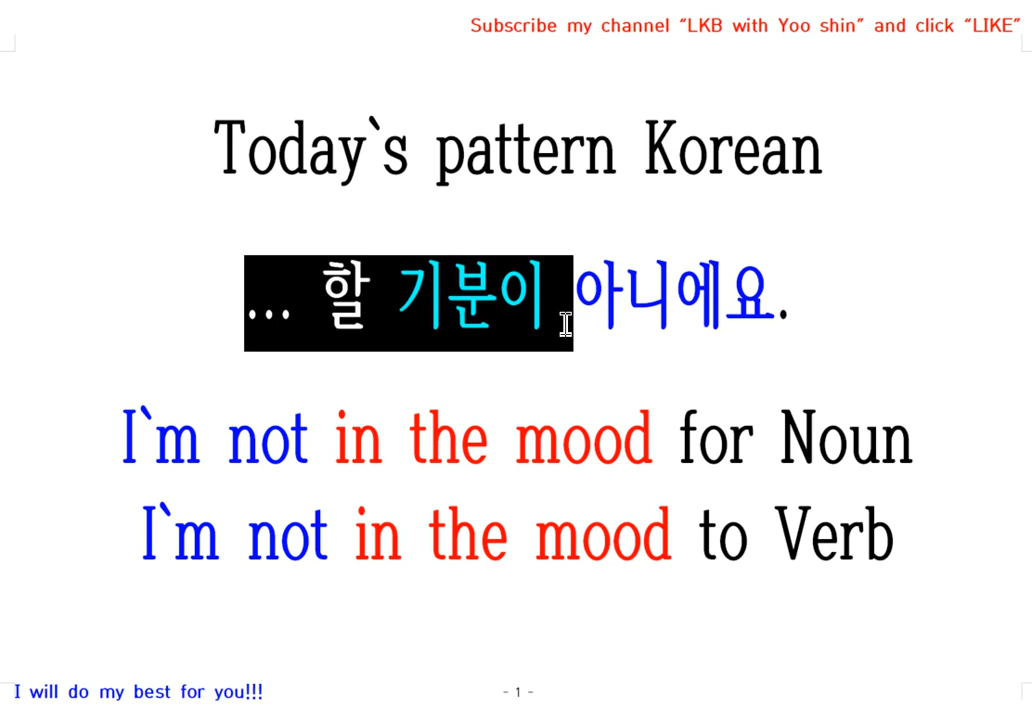 Subscribe my channel “LKB with Yoo shin” and click “LIKE”
Today`s pattern Korean
... 할 기분이 아니에요.
I`m not in the mood for Noun
I`m not in the mood to Verb
I will do my best for you!!!
- 1 -